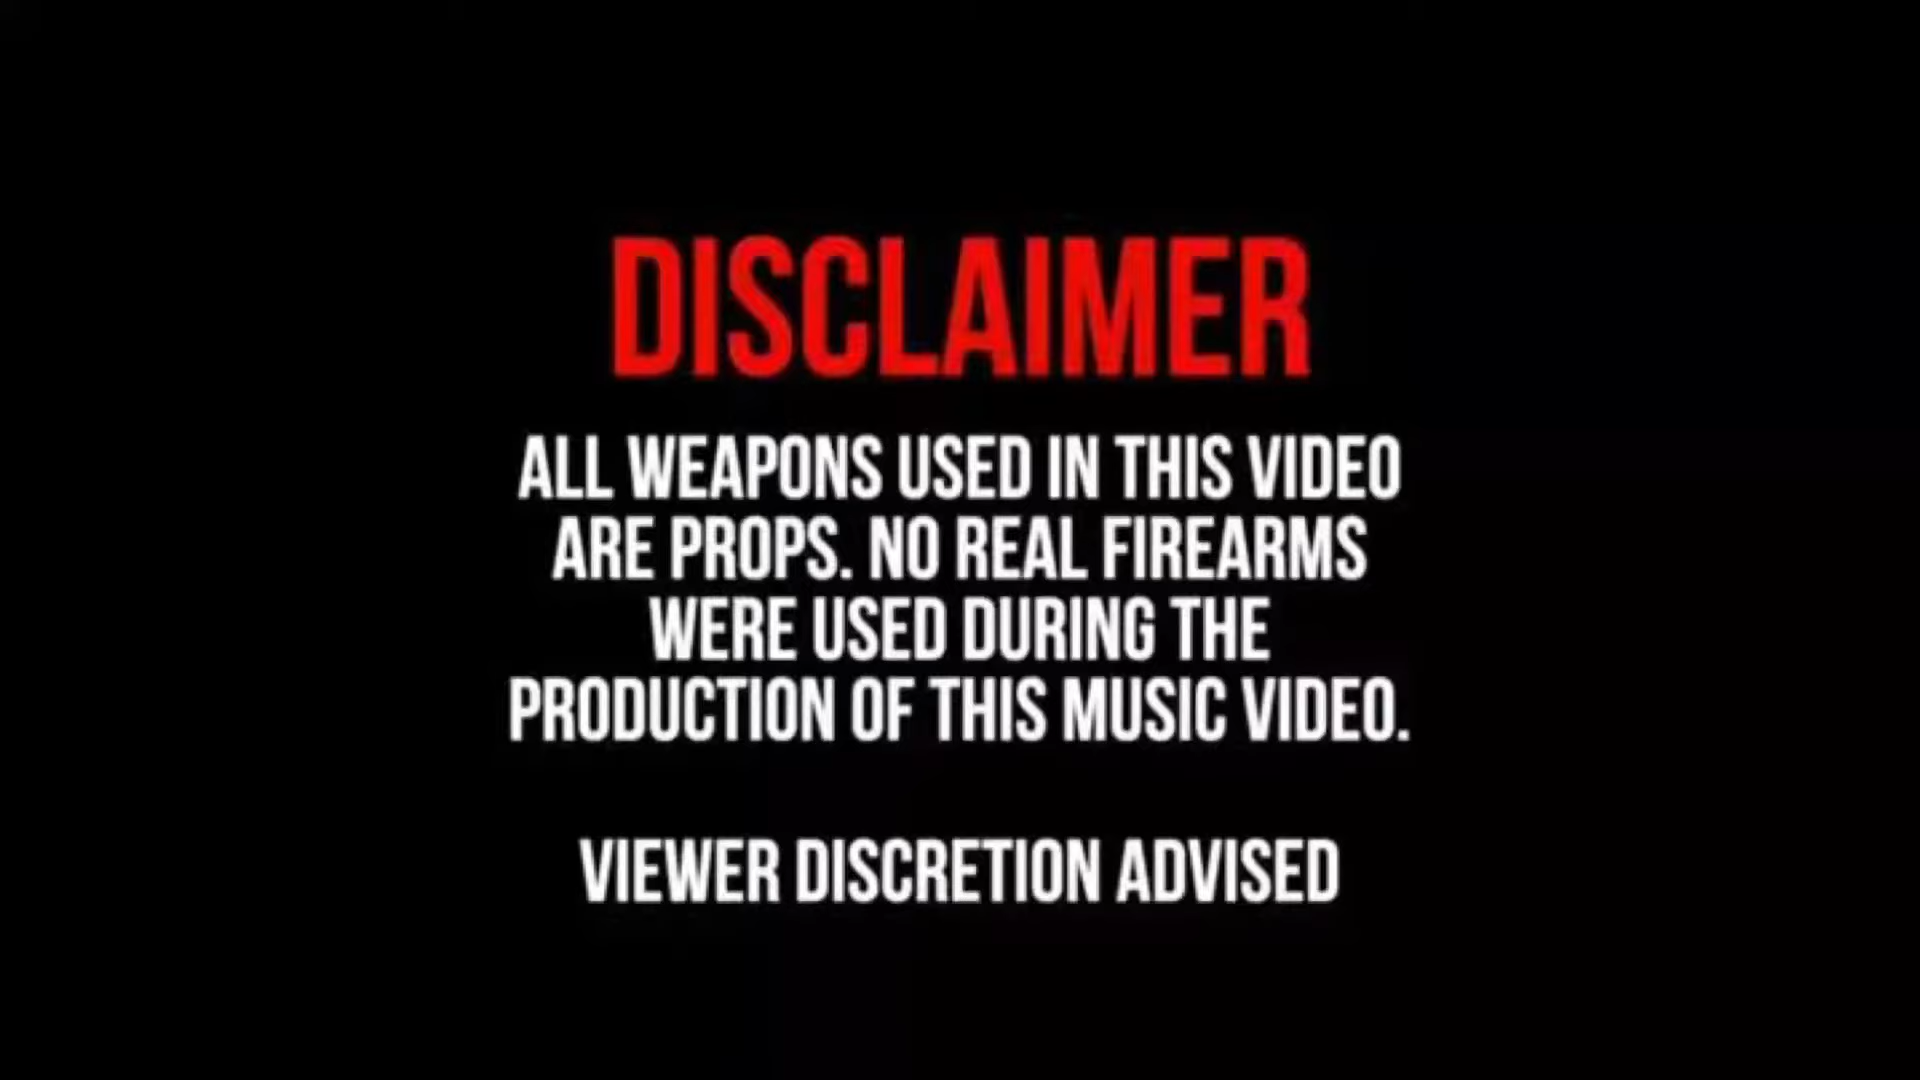 DISCLAIMER
ALL WEAPONS USED IN THIS VIDEO
ARE PROPS. NO REAL FIREARMS
WERE USED DURING THE
PRODUCTION OF THIS MUSIC VIDEO.
VIEWER DISCRETION ADVISED